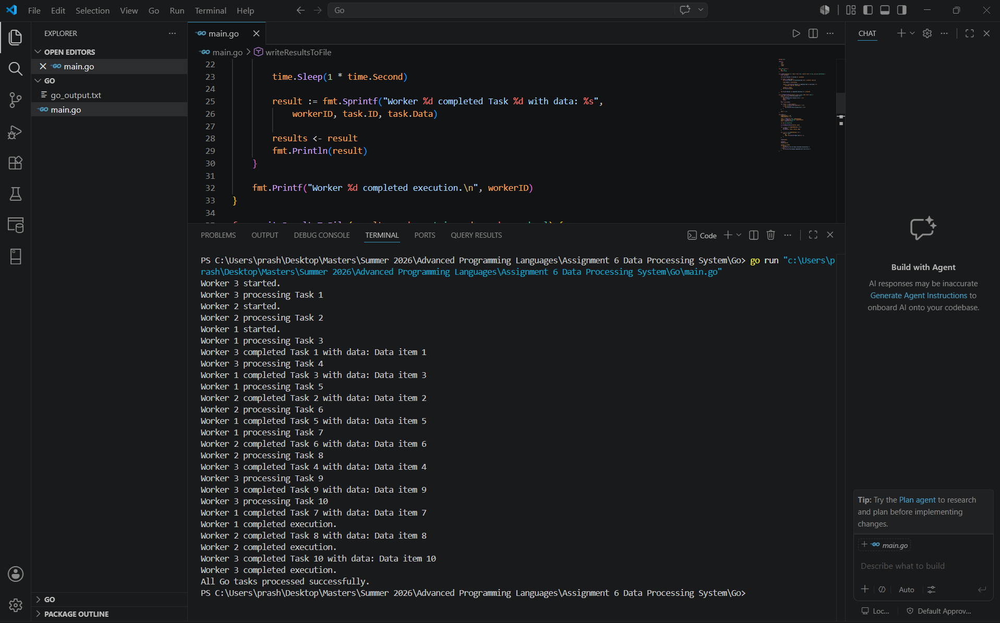 File Edit Selection View Go Run Terminal Help
Go
EXPLORER
OPEN EDITORS
main.go
GO
go_output.txt
main.go
GO
PACKAGE OUTLINE
main.go
main.go > writeResultsToFile
22
23 time.Sleep(1 * time.Second)
24
25 result := fmt.Sprintf("Worker %d completed Task %d with data: %s",
26 workerID, task.ID, task.Data)
27
28 results <- result
29 fmt.Println(result)
30 }
31
32 fmt.Printf("Worker %d completed execution.\n", workerID)
33 }
34
PROBLEMS OUTPUT DEBUG CONSOLE TERMINAL PORTS QUERY RESULTS
Code
PS C:\Users\prash\Desktop\Masters\Summer 2026\Advanced Programming Languages\Assignment 6 Data Processing System\Go> go run "c:\Users\p
rash\Desktop\Masters\Summer 2026\Advanced Programming Languages\Assignment 6 Data Processing System\Go\main.go"
Worker 3 started.
Worker 3 processing Task 1
Worker 2 started.
Worker 2 processing Task 2
Worker 1 started.
Worker 1 processing Task 3
Worker 3 completed Task 1 with data: Data item 1
Worker 3 processing Task 4
Worker 1 completed Task 3 with data: Data item 3
Worker 1 processing Task 5
Worker 2 completed Task 2 with data: Data item 2
Worker 2 processing Task 6
Worker 1 completed Task 5 with data: Data item 5
Worker 1 processing Task 7
Worker 2 completed Task 6 with data: Data item 6
Worker 2 processing Task 8
Worker 3 completed Task 4 with data: Data item 4
Worker 3 processing Task 9
Worker 3 completed Task 9 with data: Data item 9
Worker 3 processing Task 10
Worker 1 completed Task 7 with data: Data item 7
Worker 1 completed execution.
Worker 2 completed Task 8 with data: Data item 8
Worker 2 completed execution.
Worker 3 completed Task 10 with data: Data item 10
Worker 3 completed execution.
All Go tasks processed successfully.
PS C:\Users\prash\Desktop\Masters\Summer 2026\Advanced Programming Languages\Assignment 6 Data Processing System\Go>
CHAT
Build with Agent
AI responses may be inaccurate
Generate Agent Instructions to
onboard AI onto your codebase.
Tip: Try the Plan agent to research
and plan before implementing
changes.
main.go
Describe what to build
Auto
Loc... Default Approv...